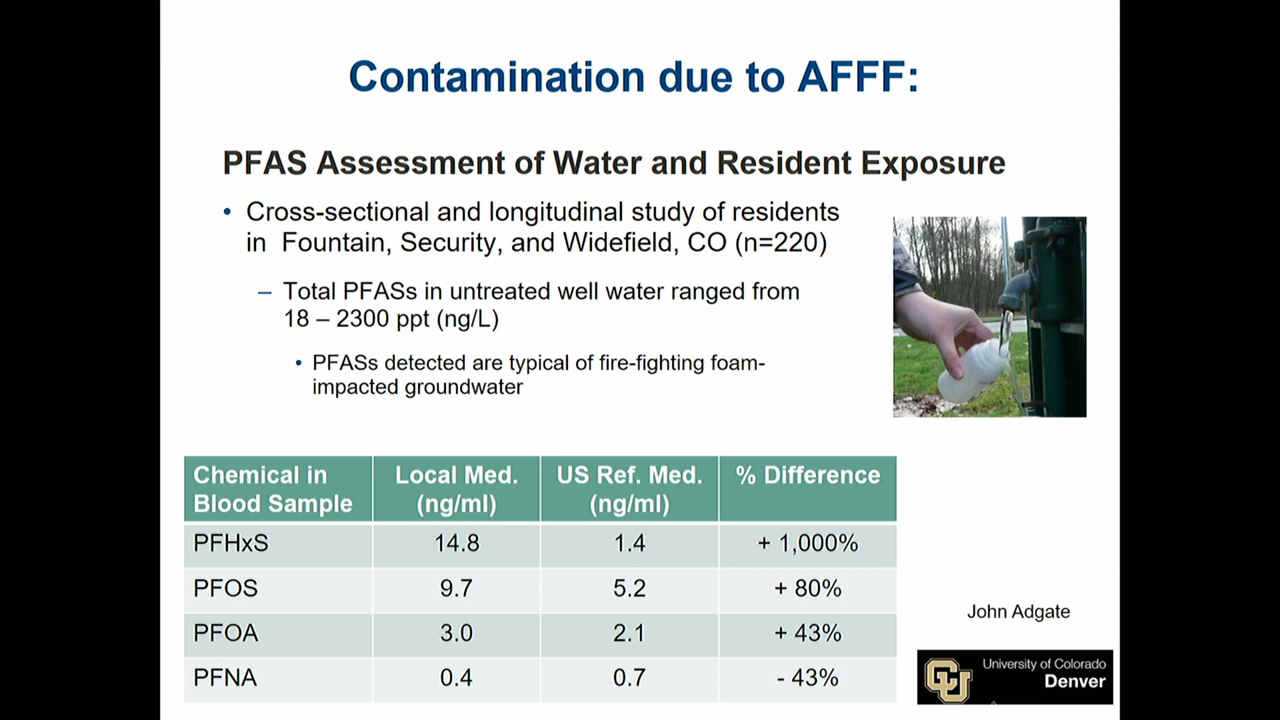 Contamination due to AFFF:
PFAS Assessment of Water and Resident Exposure
• Cross-sectional and longitudinal study of residents
in Fountain, Security, and Widefield, CO (n=220)
– Total PFASs in untreated well water ranged from
18 – 2300 ppt (ng/L)
• PFASs detected are typical of fire-fighting foam-
impacted groundwater
Chemical in Blood Sample Local Med. (ng/ml) US Ref. Med. (ng/ml) % Difference
PFHxS 14.8 1.4 + 1,000%
PFOS 9.7 5.2 + 80%
PFOA 3.0 2.1 + 43%
PFNA 0.4 0.7 - 43%
John Adgate
CU
University of Colorado
Denver